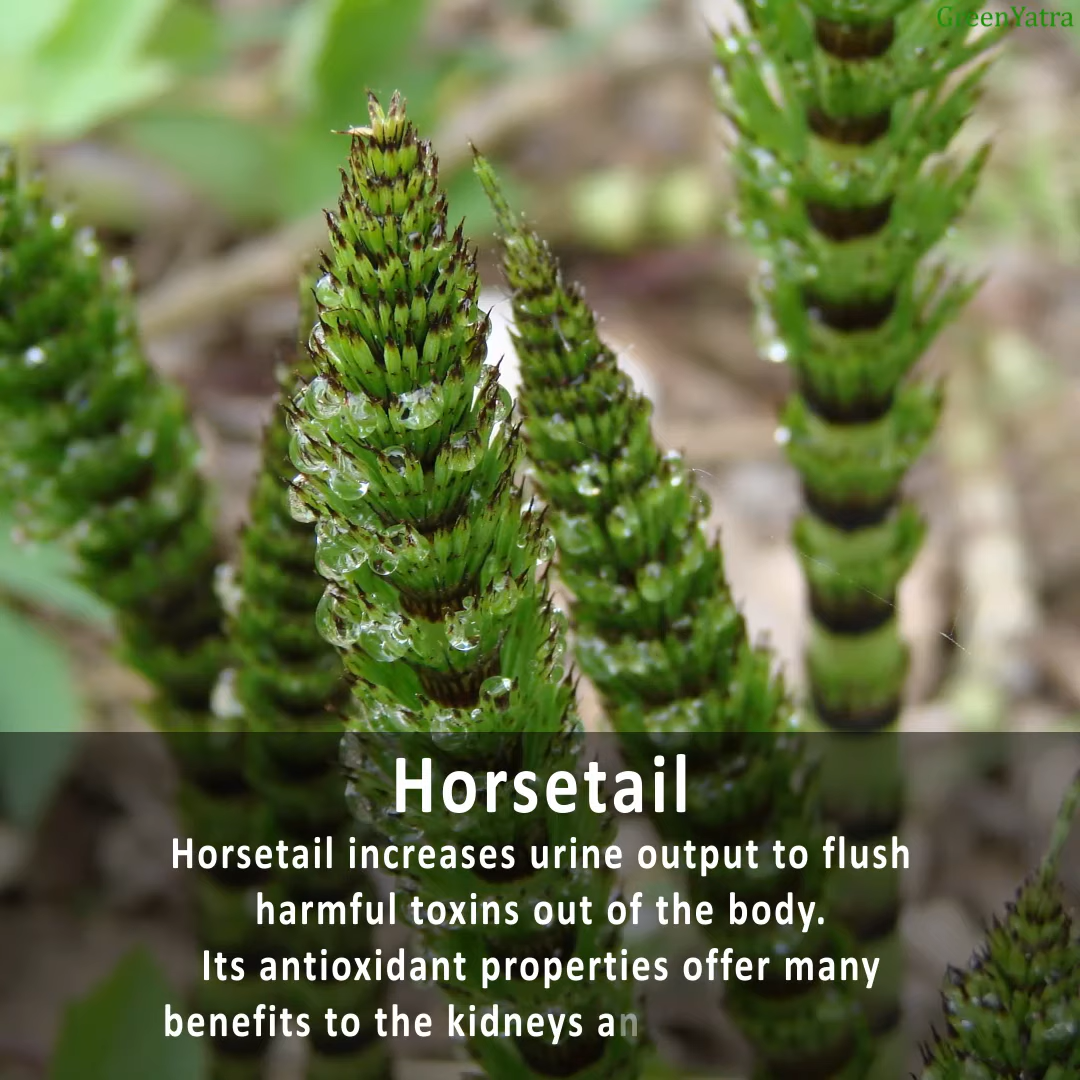 GreenYatra
Horsetail
Horsetail increases urine output to flush
harmful toxins out of the body.
Its antioxidant properties offer many
benefits to the kidneys an